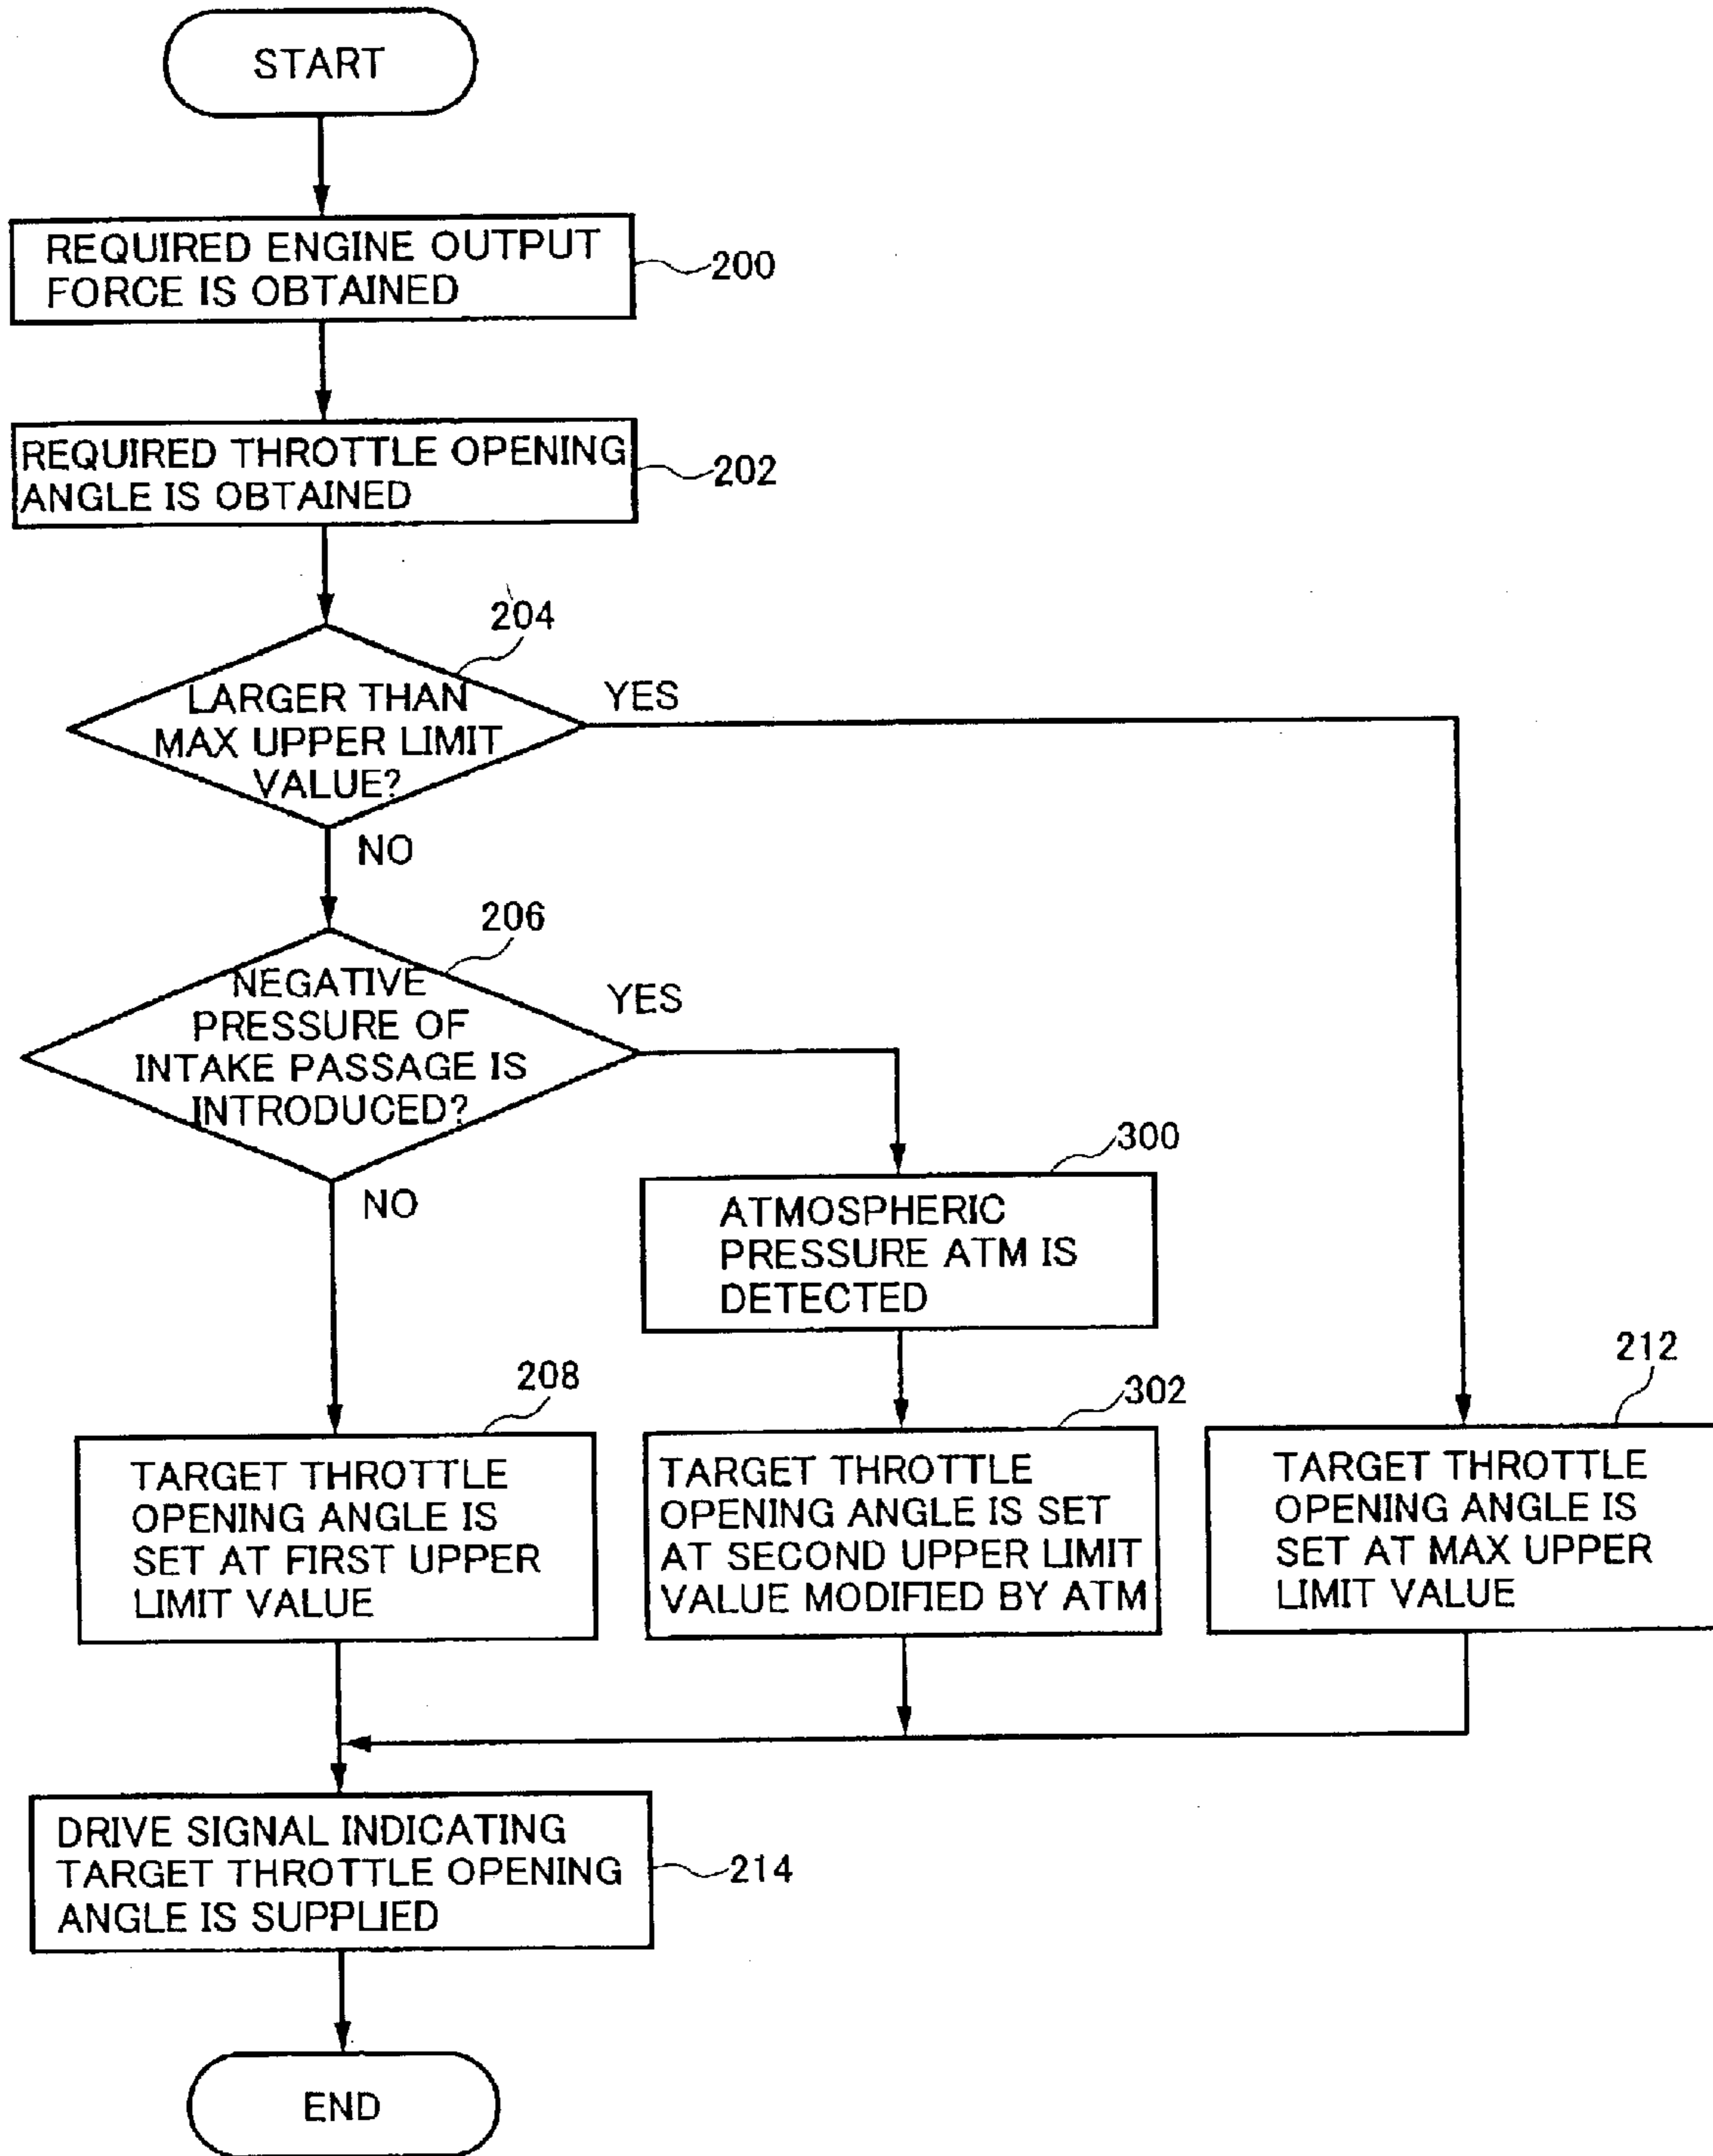 START
REQUIRED ENGINE OUTPUT
FORCE IS OBTAINED
200
REQUIRED THROTTLE OPENING
ANGLE IS OBTAINED
202
204
LARGER THAN
MAX UPPER LIMIT
VALUE?
YES
NO
206
NEGATIVE
PRESSURE OF
INTAKE PASSAGE IS
INTRODUCED?
YES
NO
300
ATMOSPHERIC
PRESSURE ATM IS
DETECTED
208
TARGET THROTTLE
OPENING ANGLE IS
SET AT FIRST UPPER
LIMIT VALUE
302
TARGET THROTTLE
OPENING ANGLE IS SET
AT SECOND UPPER LIMIT
VALUE MODIFIED BY ATM
212
TARGET THROTTLE
OPENING ANGLE IS
SET AT MAX UPPER
LIMIT VALUE
DRIVE SIGNAL INDICATING
TARGET THROTTLE OPENING
ANGLE IS SUPPLIED
214
END